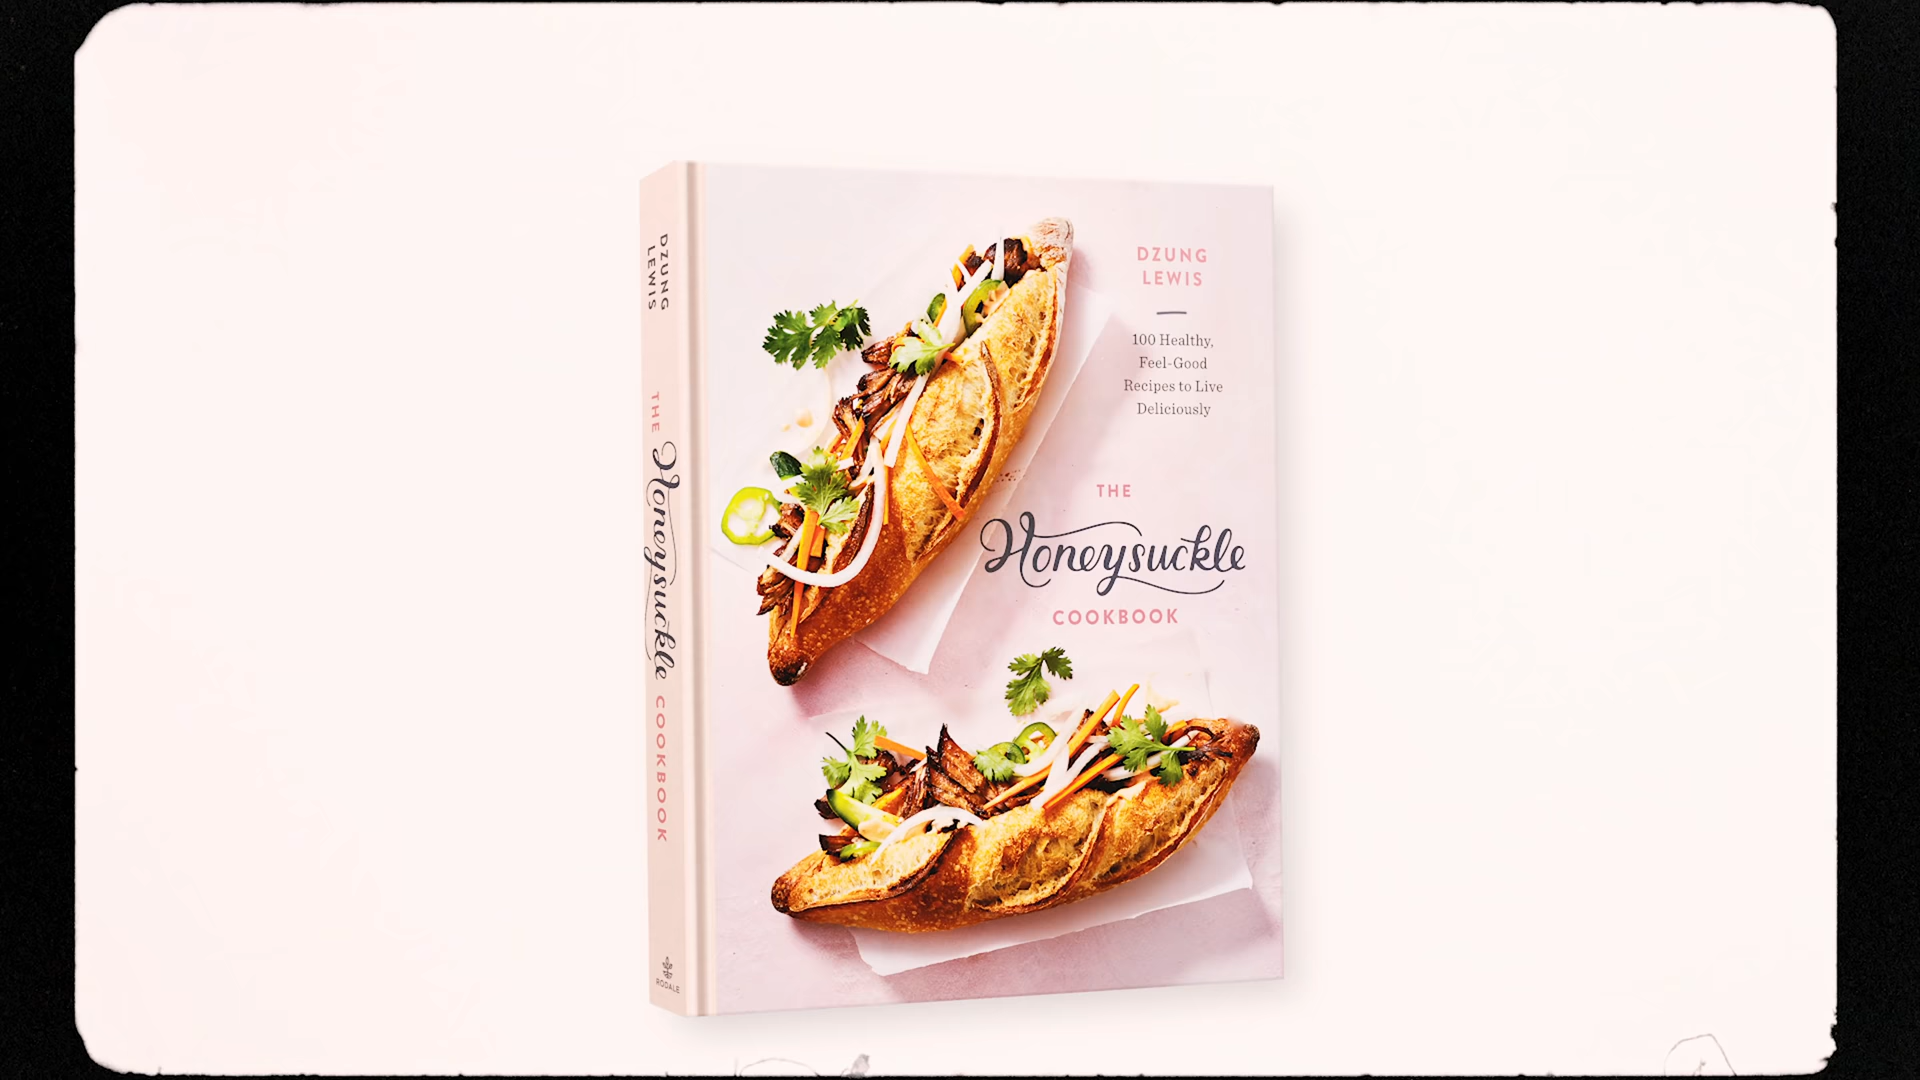 DZUNG
LEWIS
THE Honeysuckle COOKBOOK
RODALE
DZUNG
LEWIS
100 Healthy,
Feel-Good
Recipes to Live
Deliciously
THE
Honeysuckle
COOKBOOK